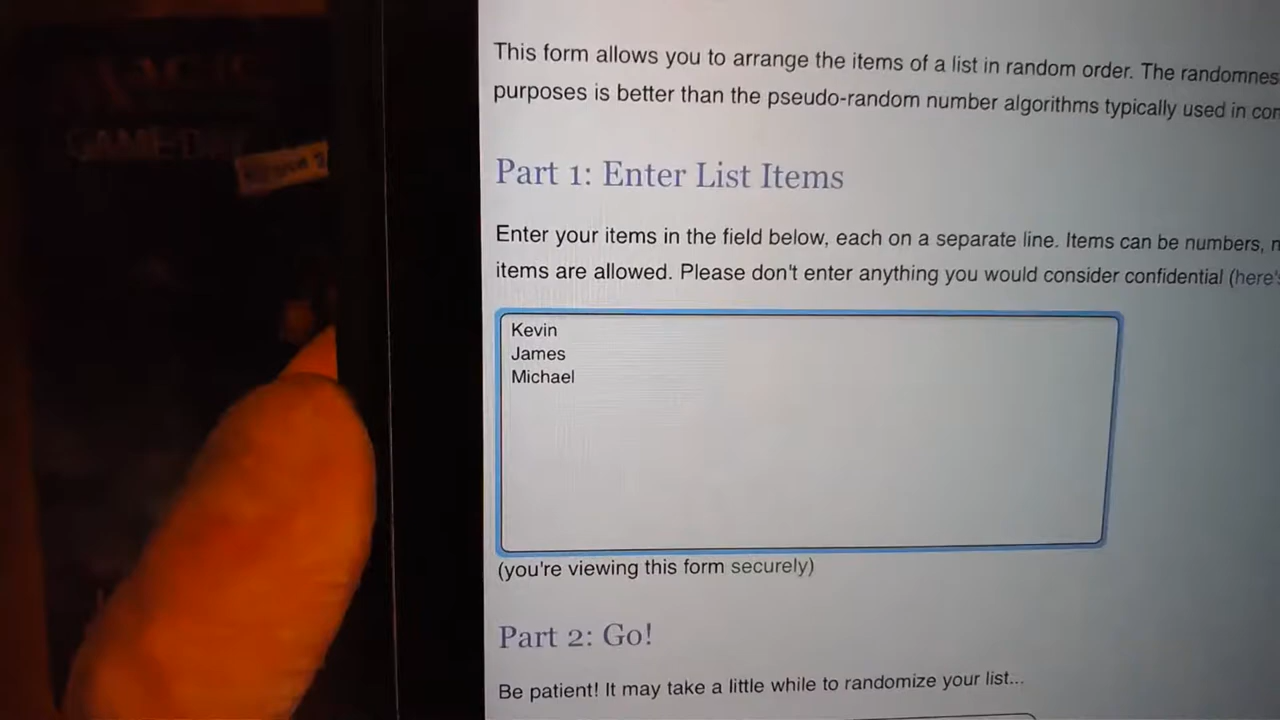 MAGIC
GAMEDAY
This form allows you to arrange the items of a list in random order. The randomnes
purposes is better than the pseudo-random number algorithms typically used in con
Part 1: Enter List Items
Enter your items in the field below, each on a separate line. Items can be numbers, n
items are allowed. Please don't enter anything you would consider confidential (here's
Kevin
James
Michael
(you're viewing this form securely)
Part 2: Go!
Be patient! It may take a little while to randomize your list...